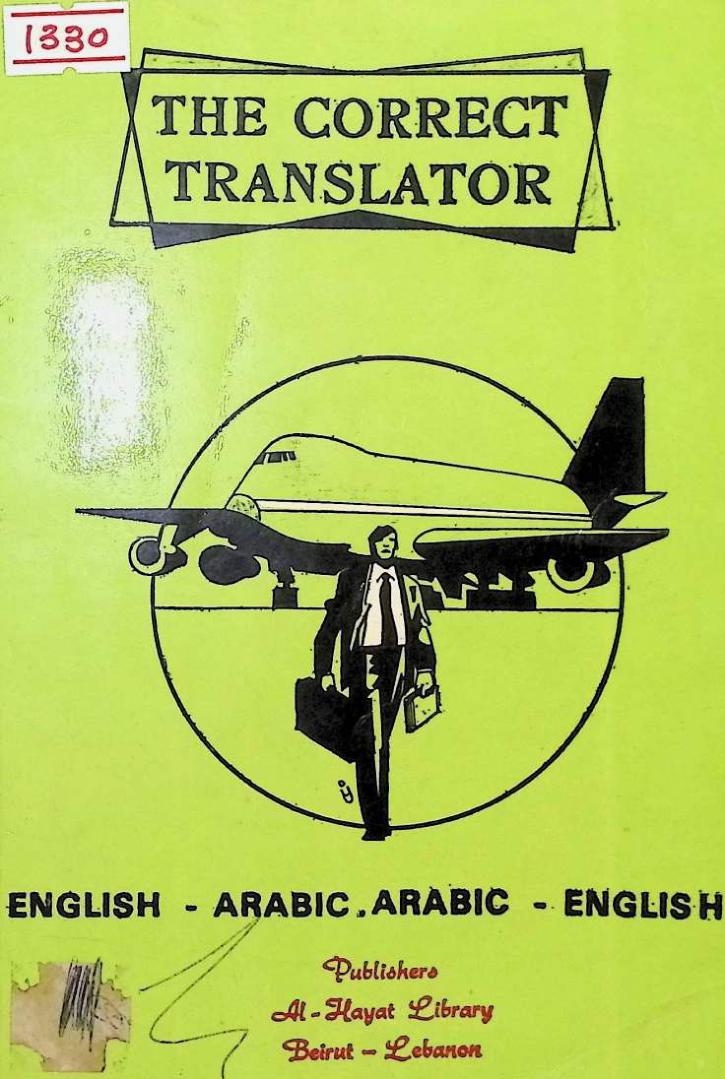 1330
THE CORRECT
TRANSLATOR
ENGLISH - ARABIC. ARABIC - ENGLISH
Publishers
Al-Hayat Library
Beirut - Lebanon